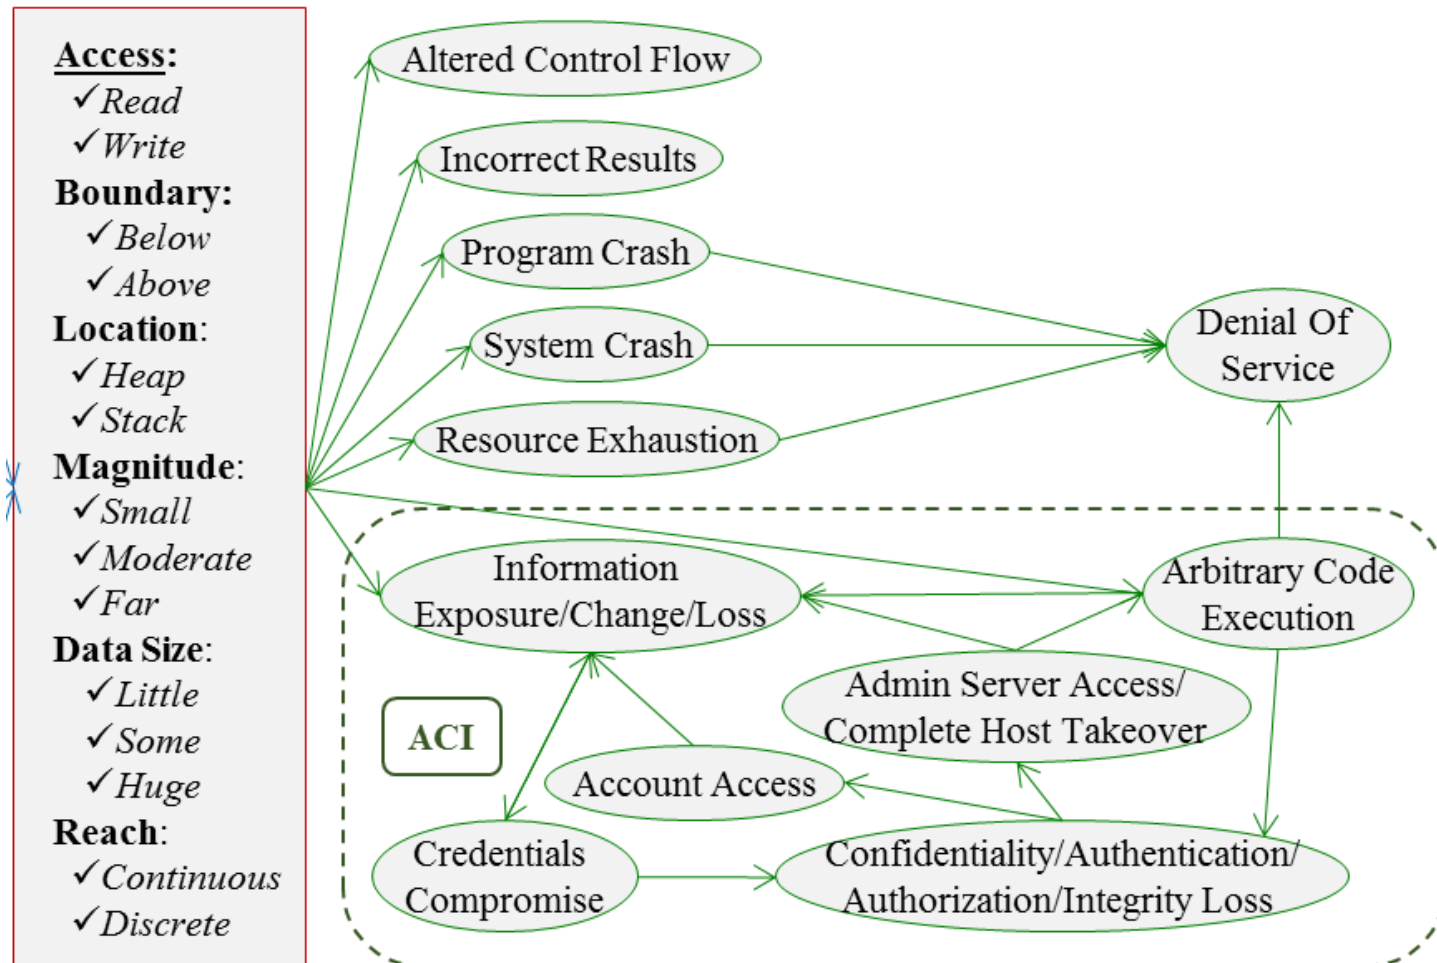 Access:
✓Read
✓Write
Boundary:
✓Below
✓Above
Location:
✓Heap
✓Stack
Magnitude:
✓Small
✓Moderate
✓Far
Data Size:
✓Little
✓Some
✓Huge
Reach:
✓Continuous
✓Discrete
Altered Control Flow
Incorrect Results
Program Crash
System Crash
Resource Exhaustion
Denial Of
Service
Information
Exposure/Change/Loss
Arbitrary Code
Execution
Admin Server Access/
Complete Host Takeover
ACI
Account Access
Credentials
Compromise
Confidentiality/Authentication/
Authorization/Integrity Loss